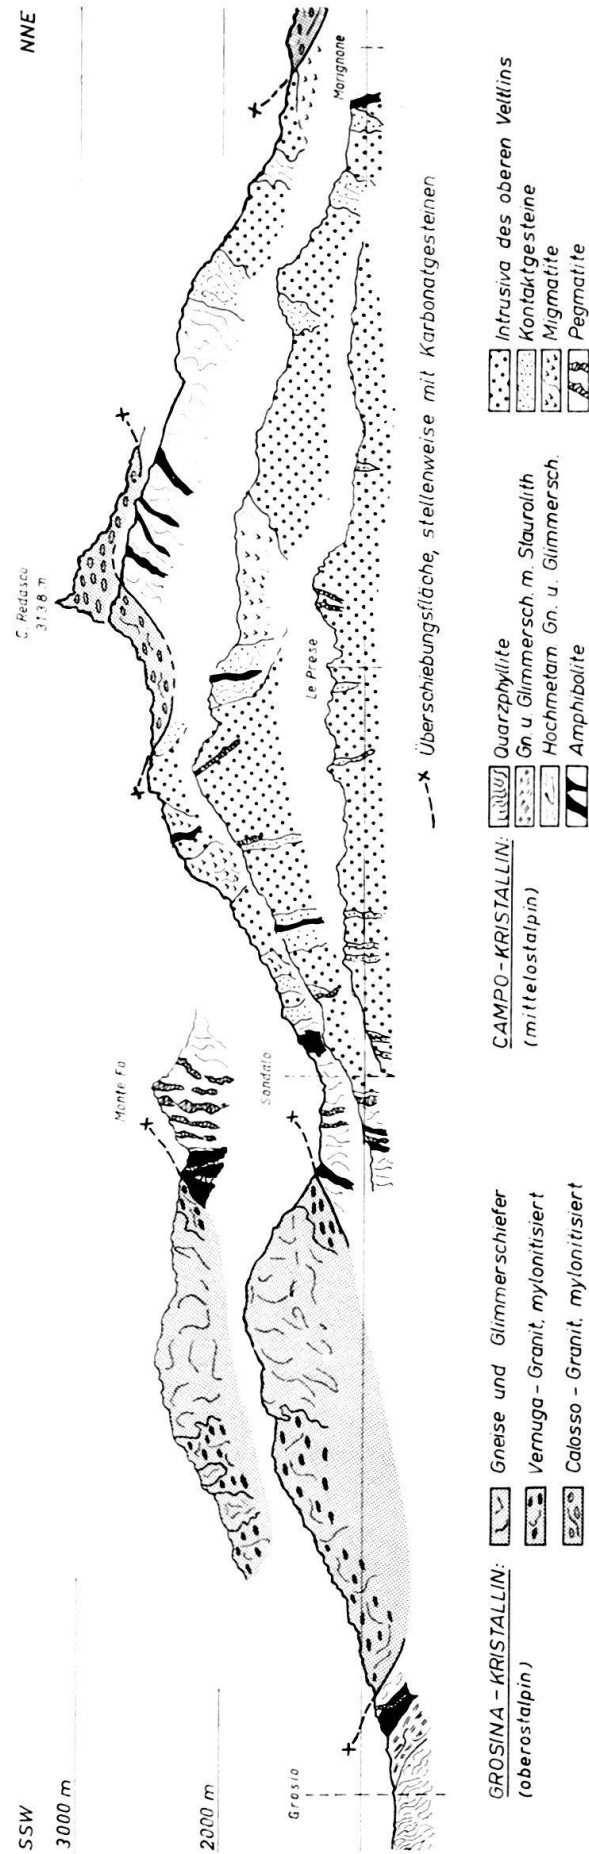 SSW
NNE
3000 m
2000 m
Grosio
Monte Fo
Sondalo
C. Redasco
3138 m
Le Prese
Morignone
---x Überschiebungsfläche, stellenweise mit Karbonatgesteinen
GROSINA-KRISTALLIN:
(oberostalpin)
Gneise und Glimmerschiefer
Vernuga-Granit, mylonitisiert
Calosso-Granit, mylonitisiert
CAMPO-KRISTALLIN:
(mittelostalpin)
Quarzphyllite
Gn. u. Glimmersch. m. Staurolith
Hochmetam. Gn. u. Glimmersch.
Amphibolite
Intrusiva des oberen Veltlins
Kontaktgesteine
Migmatite
Pegmatite